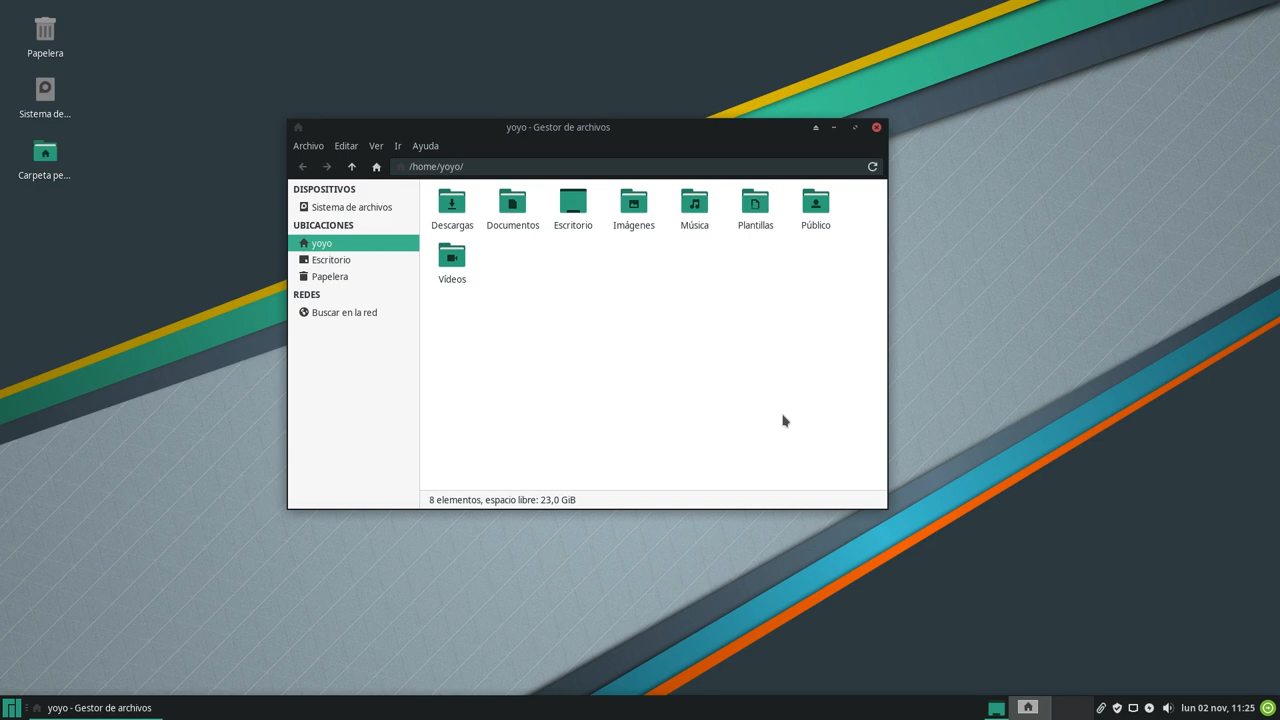 Papelera
Sistema de...
Carpeta pe...
yoyo - Gestor de archivos
Archivo Editar Ver Ir Ayuda
/home/yoyo/
DISPOSITIVOS
Sistema de archivos
UBICACIONES
yoyo
Escritorio
Papelera
REDES
Buscar en la red
Descargas Documentos Escritorio Imágenes Música Plantillas Público
Vídeos
8 elementos, espacio libre: 23,0 GiB
yoyo - Gestor de archivos
lun 02 nov, 11:25